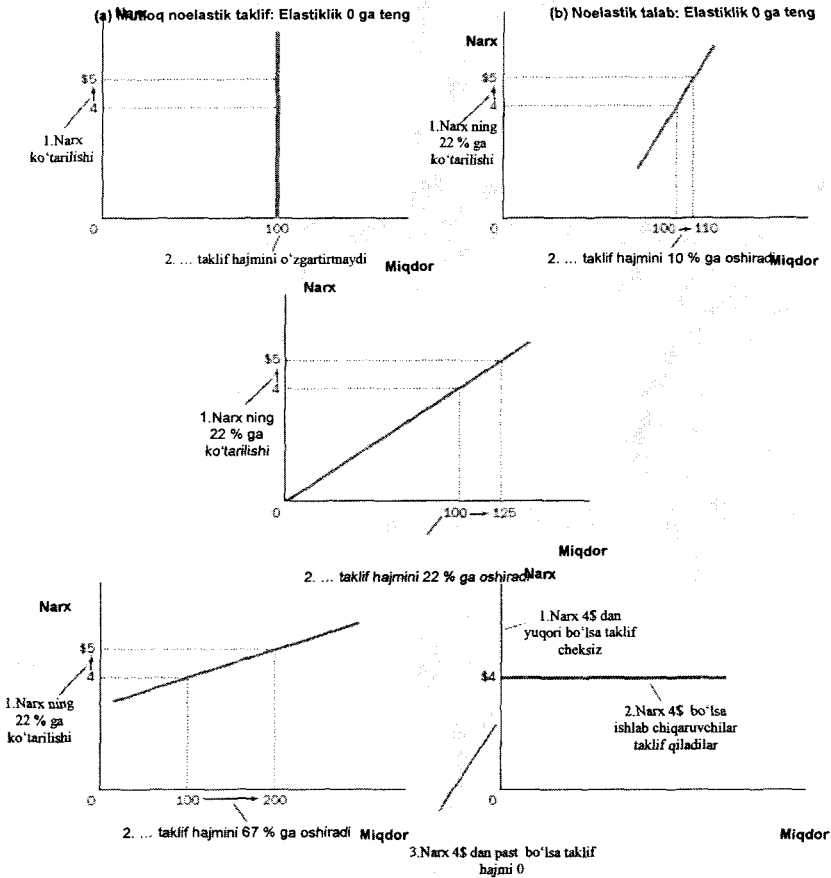 (a) Mutloq noelastik taklif: Elastiklik 0 ga teng
Narx
$5
4
1.Narx
ko‘tarilishi
0
100
2. ... taklif hajmini o‘zgartirmaydi
Miqdor
(b) Noelastik talab: Elastiklik 0 ga teng
Narx
$5
4
1.Narx ning
22 % ga
ko‘tarilishi
0
100 → 110
2. ... taklif hajmini 10 % ga oshiradi
Miqdor
Narx
$5
4
1.Narx ning
22 % ga
ko‘tarilishi
0
100 → 125
Miqdor
2. ... taklif hajmini 22 % ga oshiradi
Narx
$5
4
1.Narx ning
22 % ga
ko‘tarilishi
0
100 → 200
2. ... taklif hajmini 67 % ga oshiradi
Miqdor
Narx
1.Narx 4$ dan
yuqori bo‘lsa taklif
cheksiz
$4
2.Narx 4$ bo‘lsa
ishlab chiqaruvchilar
taklif qiladilar
0
Miqdor
3.Narx 4$ dan past bo‘lsa taklif
hajmi 0